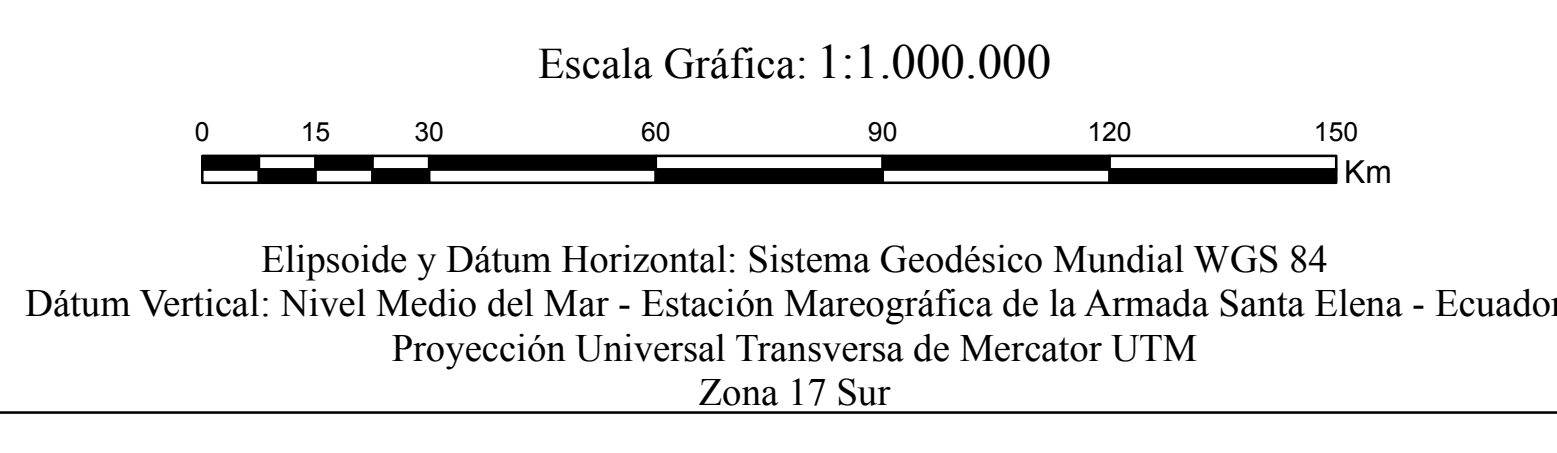 Escala Gráfica: 1:1.000.000
0 15 30 60 90 120 150
Km
Elipsoide y Dátum Horizontal: Sistema Geodésico Mundial WGS 84
Dátum Vertical: Nivel Medio del Mar - Estación Mareográfica de la Armada Santa Elena - Ecuador
Proyección Universal Transversa de Mercator UTM
Zona 17 Sur